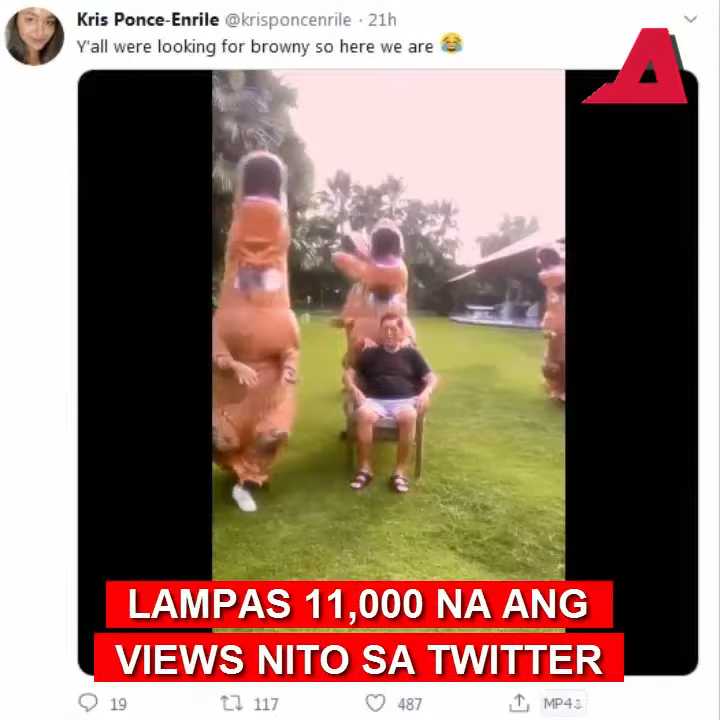 Kris Ponce-Enrile @krisponcenrile · 21h
Y'all were looking for browny so here we are 😂
A
LAMPAS 11,000 NA ANG
VIEWS NITO SA TWITTER
19 117 487 MP4